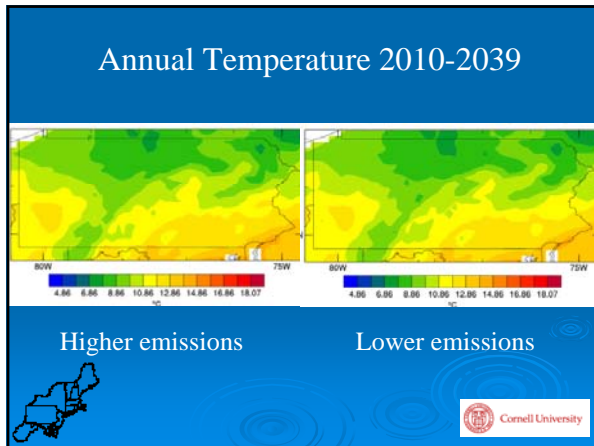 Annual Temperature 2010-2039
80W 75W
4.86 6.86 8.86 10.86 12.86 14.86 16.86 18.07
°C
4.86 6.86 8.86 10.86 12.86 14.86 16.86 18.07
°C
80W 75W
Higher emissions
Lower emissions
Cornell University